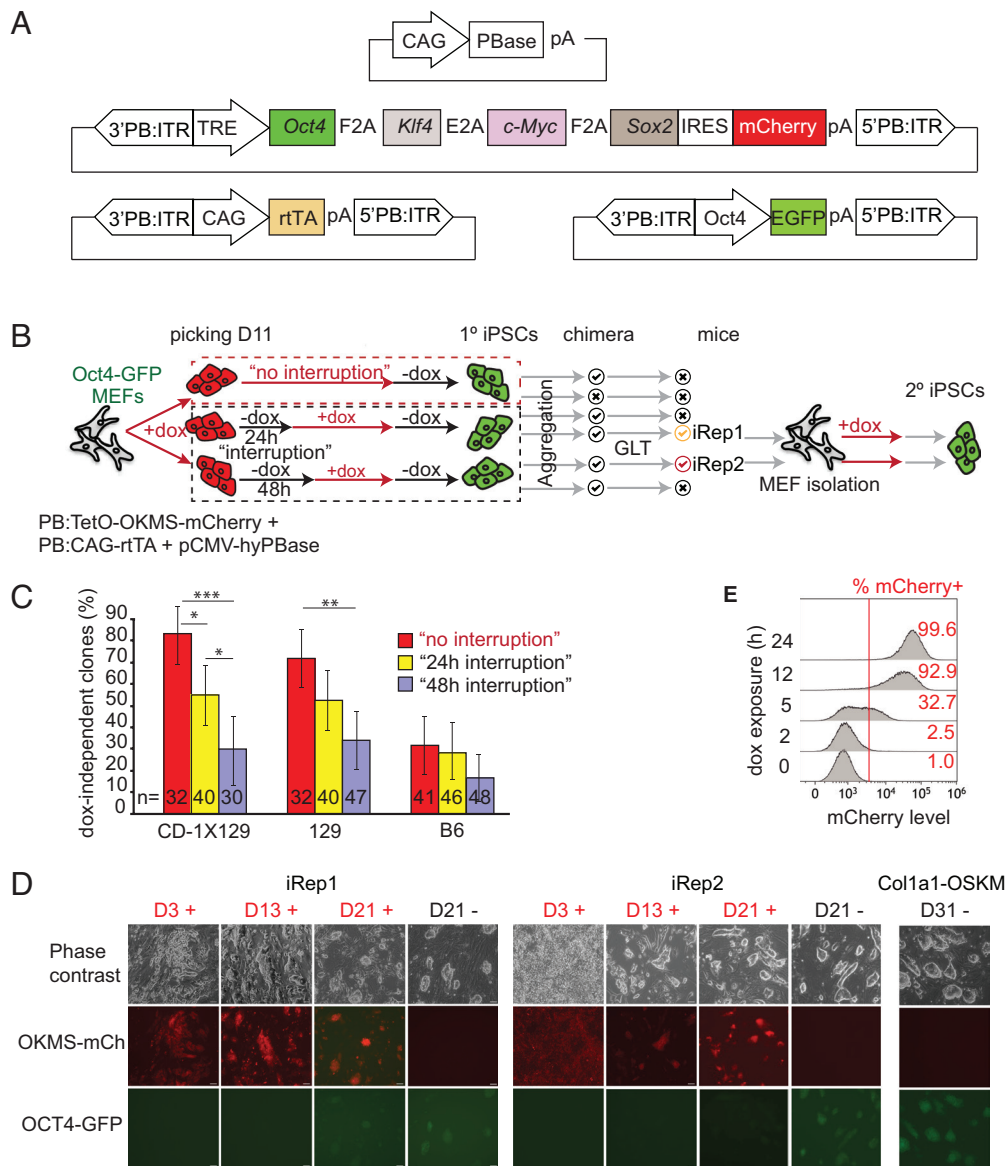 A
CAG PBase pA
3'PB:ITR TRE Oct4 F2A Klf4 E2A c-Myc F2A Sox2 IRES mCherry pA 5'PB:ITR
3'PB:ITR CAG rtTA pA 5'PB:ITR
3'PB:ITR Oct4 EGFP pA 5'PB:ITR
B
picking D11 1º iPSCs chimera mice
Oct4-GFP
MEFs
+dox
"no interruption" -dox
-dox +dox -dox
24h
"interruption"
-dox +dox -dox
48h
Aggregation
GLT
iRep1
iRep2
MEF isolation
+dox
2º iPSCs
PB:TetO-OKMS-mCherry +
PB:CAG-rtTA + pCMV-hyPBase
C
dox-independent clones (%)
90
80
70
60
50
40
30
20
10
0
*** 
*
*
**
"no interruption"
"24h interruption"
"48h interruption"
n= 32 40 30 32 40 47 41 46 48
CD-1X129 129 B6
E
% mCherry+
dox exposure (h)
24 99.6
12 92.9
5 32.7
2 2.5
0 1.0
0 10³ 10⁴ 10⁵ 10⁶
mCherry level
D
iRep1 iRep2 Col1a1-OSKM
D3 + D13 + D21 + D21 - D3 + D13 + D21 + D21 - D31 -
Phase
contrast
OKMS-mCh
OCT4-GFP